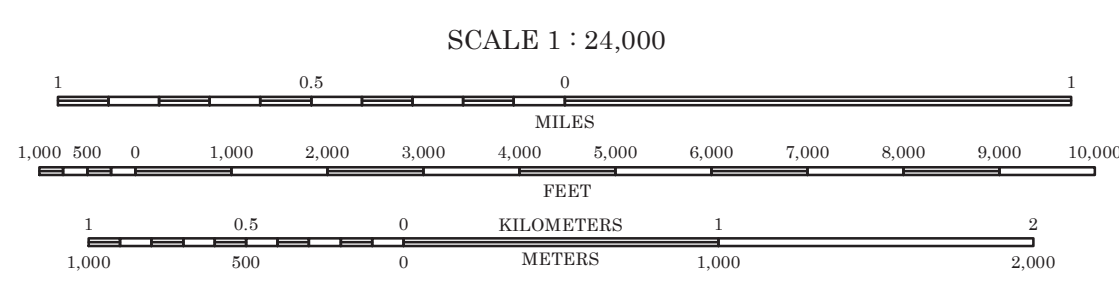 SCALE 1 : 24,000
1 0.5 0 1
MILES
1,000 500 0 1,000 2,000 3,000 4,000 5,000 6,000 7,000 8,000 9,000 10,000
FEET
1 0.5 0 KILOMETERS 1 2
1,000 500 0 METERS 1,000 2,000